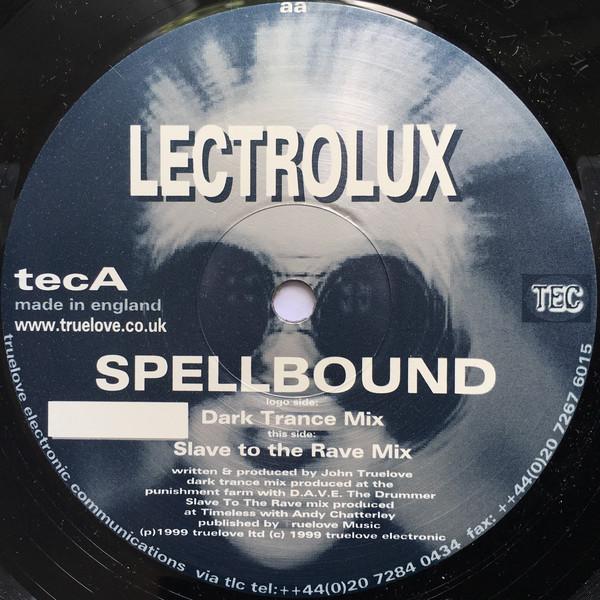 aa
LECTROLUX
tecA
made in england
www.truelove.co.uk
TEC
SPELLBOUND
logo side:
Dark Trance Mix
this side:
Slave to the Rave Mix
written & produced by John Truelove
dark trance mix produced at the
punishment farm with D.A.V.E. The Drummer
Slave To The Rave mix produced
at Timeless with Andy Chatterley
published by Truelove Music
(p)1999 truelove ltd (c) 1999 truelove electronic
truelove electronic communications via tlc tel:++44(0)20 7284 0434 fax: ++44(0)20 7267 6015